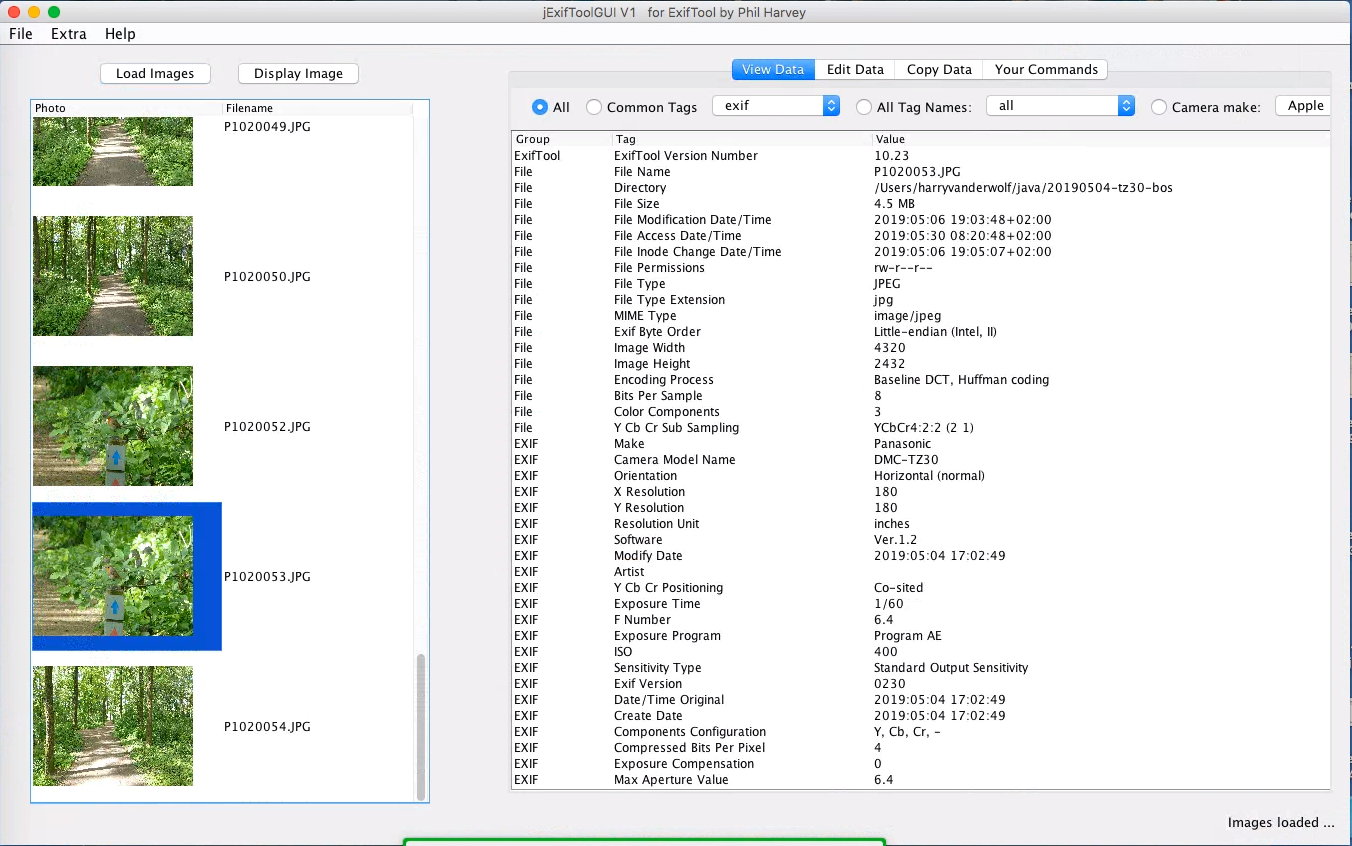 jExifToolGUI V1   for ExifTool by Phil Harvey
File Extra Help
Load Images Display Image
View Data Edit Data Copy Data Your Commands
All Common Tags exif All Tag Names: all Camera make: Apple
Photo Filename
P1020049.JPG
P1020050.JPG
P1020052.JPG
P1020053.JPG
P1020054.JPG
Group Tag Value
ExifTool ExifTool Version Number 10.23
File File Name P1020053.JPG
File Directory /Users/harryvanderwolf/java/20190504-tz30-bos
File File Size 4.5 MB
File File Modification Date/Time 2019:05:06 19:03:48+02:00
File File Access Date/Time 2019:05:30 08:20:48+02:00
File File Inode Change Date/Time 2019:05:06 19:05:07+02:00
File File Permissions rw-r--r--
File File Type JPEG
File File Type Extension jpg
File MIME Type image/jpeg
File Exif Byte Order Little-endian (Intel, II)
File Image Width 4320
File Image Height 2432
File Encoding Process Baseline DCT, Huffman coding
File Bits Per Sample 8
File Color Components 3
File Y Cb Cr Sub Sampling YCbCr4:2:2 (2 1)
EXIF Make Panasonic
EXIF Camera Model Name DMC-TZ30
EXIF Orientation Horizontal (normal)
EXIF X Resolution 180
EXIF Y Resolution 180
EXIF Resolution Unit inches
EXIF Software Ver.1.2
EXIF Modify Date 2019:05:04 17:02:49
EXIF Artist
EXIF Y Cb Cr Positioning Co-sited
EXIF Exposure Time 1/60
EXIF F Number 6.4
EXIF Exposure Program Program AE
EXIF ISO 400
EXIF Sensitivity Type Standard Output Sensitivity
EXIF Exif Version 0230
EXIF Date/Time Original 2019:05:04 17:02:49
EXIF Create Date 2019:05:04 17:02:49
EXIF Components Configuration Y, Cb, Cr, -
EXIF Compressed Bits Per Pixel 4
EXIF Exposure Compensation 0
EXIF Max Aperture Value 6.4
Images loaded ...